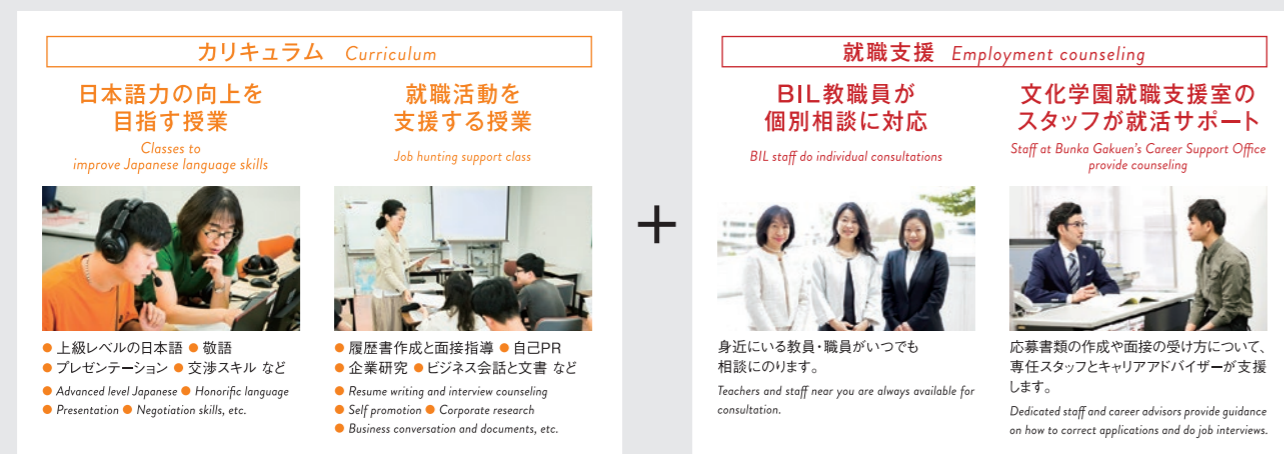 カリキュラム Curriculum
日本語力の向上を
目指す授業
Classes to
improve Japanese language skills
● 上級レベルの日本語 ● 敬語
● プレゼンテーション ● 交渉スキル など
● Advanced level Japanese ● Honorific language
● Presentation ● Negotiation skills, etc.
就職活動を
支援する授業
Job hunting support class
● 履歴書作成と面接指導 ● 自己PR
● 企業研究 ● ビジネス会話と文書 など
● Resume writing and interview counseling
● Self promotion ● Corporate research
● Business conversation and documents, etc.
+
就職支援 Employment counseling
BIL教職員が
個別相談に対応
BIL staff do individual consultations
身近にいる教員・職員がいつでも
相談にのります。
Teachers and staff near you are always available for
consultation.
文化学園就職支援室の
スタッフが就活サポート
Staff at Bunka Gakuen's Career Support Office
provide counseling
応募書類の作成や面接の受け方について、
専任スタッフとキャリアアドバイザーが支援
します。
Dedicated staff and career advisors provide guidance
on how to correct applications and do job interviews.